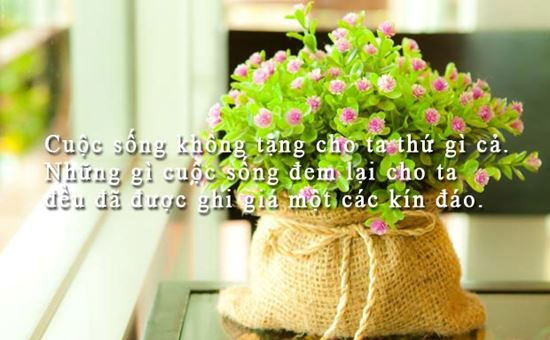 Cuộc sống không tặng cho ta thứ gì cả.
Những gì cuộc sống đem lại cho ta
đều đã được ghi giá một các kín đáo.